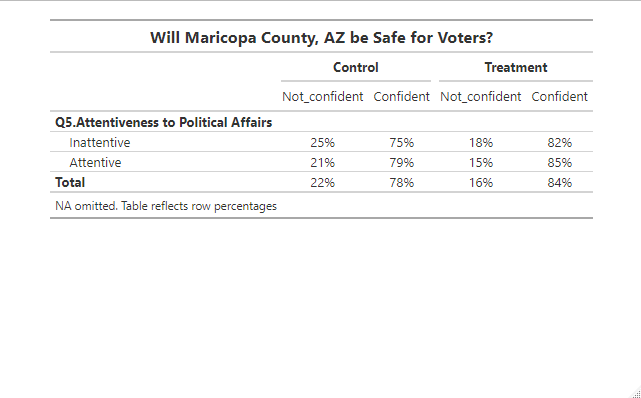 Will Maricopa County, AZ be Safe for Voters?
Control Treatment
Not_confident Confident Not_confident Confident
Q5.Attentiveness to Political Affairs
Inattentive 25% 75% 18% 82%
Attentive 21% 79% 15% 85%
Total 22% 78% 16% 84%
NA omitted. Table reflects row percentages